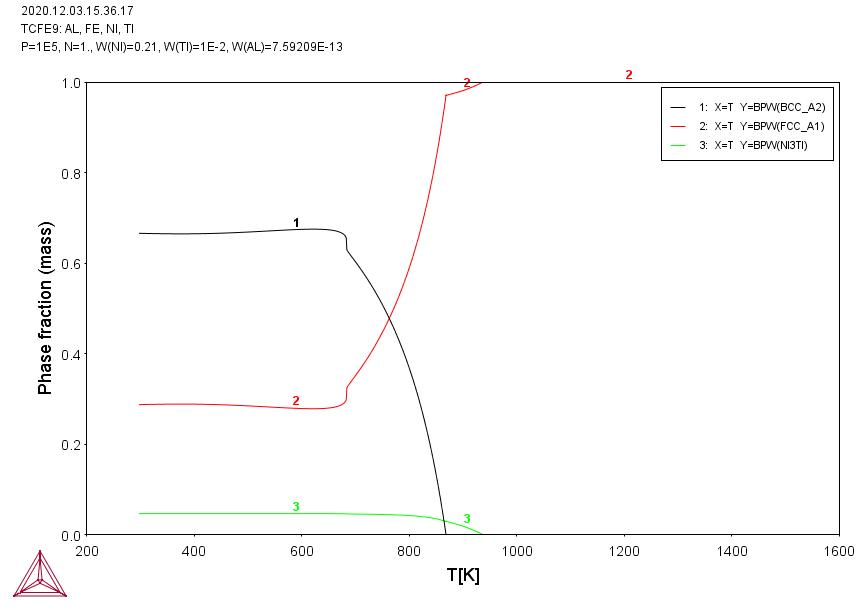 2020.12.03.15.36.17
TCFE9: AL, FE, NI, TI
P=1E5, N=1., W(NI)=0.21, W(TI)=1E-2, W(AL)=7.59209E-13
2
1.0
2
1: X=T Y=BPW(BCC_A2)
2: X=T Y=BPW(FCC_A1)
3: X=T Y=BPW(NI3TI)
0.8
1
0.6
Phase fraction (mass)
0.4
2
0.2
3
3
0.0
200 400 600 800 1000 1200 1400 1600
T[K]